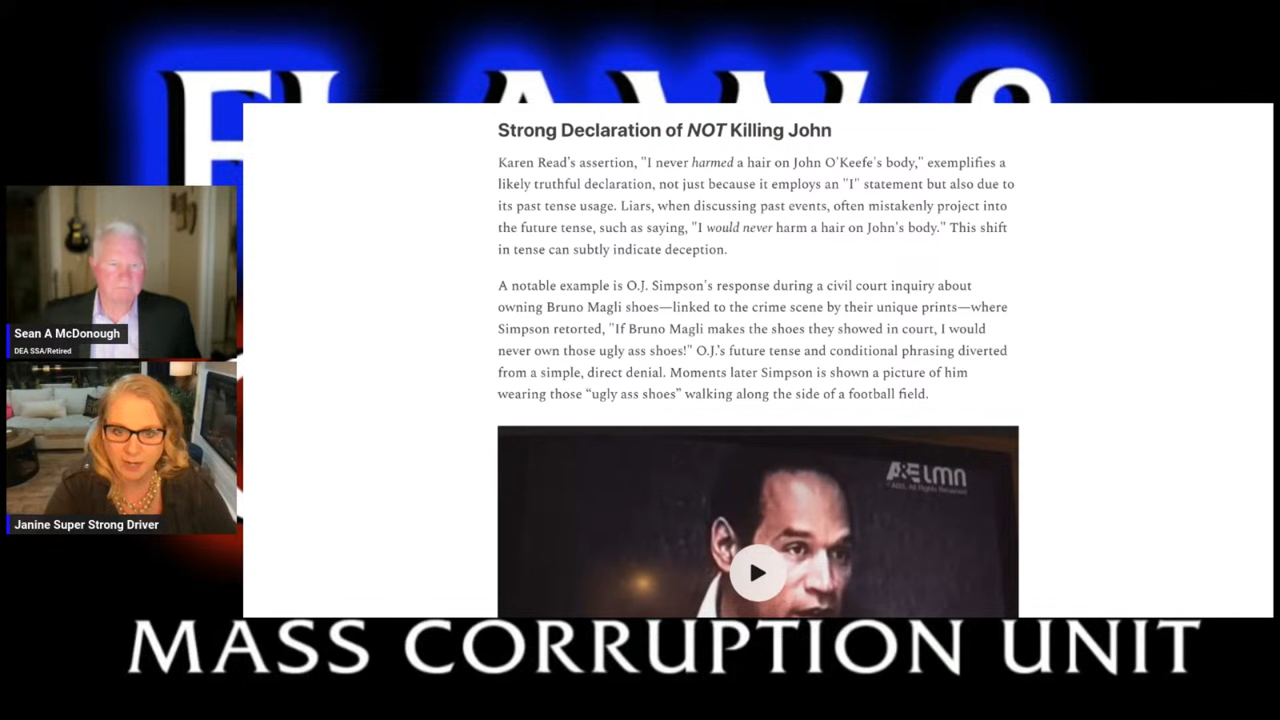 Strong Declaration of NOT Killing John
Karen Read's assertion, "I never harmed a hair on John O'Keefe's body," exemplifies a
likely truthful declaration, not just because it employs an "I" statement but also due to
its past tense usage. Liars, when discussing past events, often mistakenly project into
the future tense, such as saying, "I would never harm a hair on John's body." This shift
in tense can subtly indicate deception.
A notable example is O.J. Simpson's response during a civil court inquiry about
owning Bruno Magli shoes—linked to the crime scene by their unique prints—where
Simpson retorted, "If Bruno Magli makes the shoes they showed in court, I would
never own those ugly ass shoes!" O.J.'s future tense and conditional phrasing diverted
from a simple, direct denial. Moments later Simpson is shown a picture of him
wearing those “ugly ass shoes” walking along the side of a football field.
A&E LMN
Sean A McDonough
DEA SSA/Retired
Janine Super Strong Driver
MASS CORRUPTION UNIT